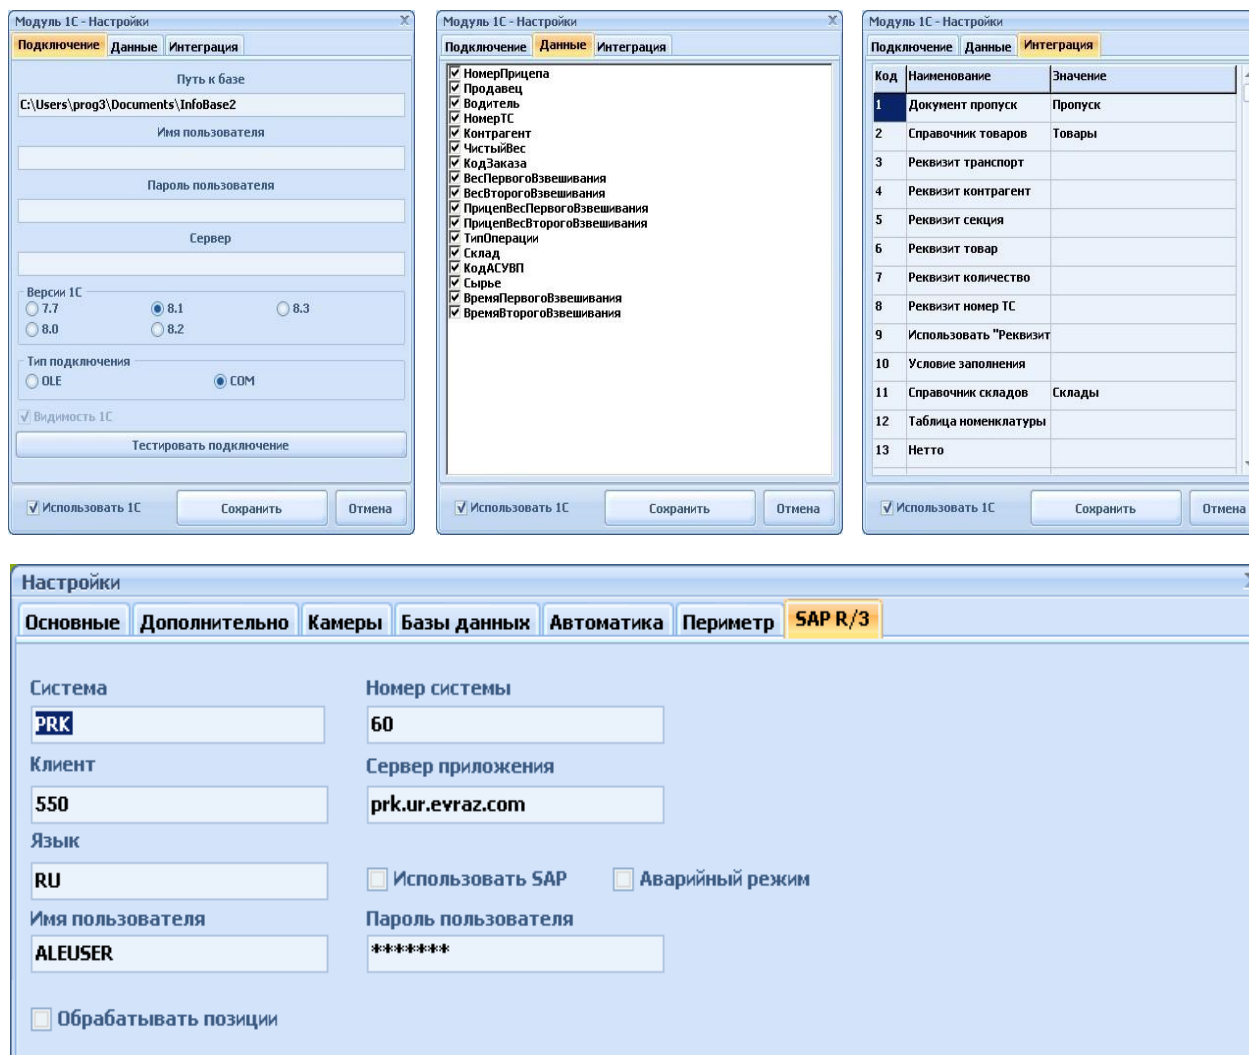 Модуль 1С - Настройки
Подключение Данные Интеграция
Путь к базе
C:\Users\prog3\Documents\InfoBase2
Имя пользователя
Пароль пользователя
Сервер
Версии 1С
7.7 8.1 8.3
8.0 8.2
Тип подключения
OLE COM
Видимость 1С
Тестировать подключение
Использовать 1С Сохранить Отмена
Модуль 1С - Настройки
Подключение Данные Интеграция
НомерПрицепа
Продавец
Водитель
НомерТС
Контрагент
ЧистыйВес
КодЗаказа
ВесПервогоВзвешивания
ВесВторогоВзвешивания
ПрицепВесПервогоВзвешивания
ПрицепВесВторогоВзвешивания
ТипОперации
Склад
КодАСУВП
Сырье
ВремяПервогоВзвешивания
ВремяВторогоВзвешивания
Использовать 1С Сохранить Отмена
Модуль 1С - Настройки
Подключение Данные Интеграция
Код Наименование Значение
1 Документ пропуск Пропуск
2 Справочник товаров Товары
3 Реквизит транспорт
4 Реквизит контрагент
5 Реквизит секция
6 Реквизит товар
7 Реквизит количество
8 Реквизит номер ТС
9 Использовать "Реквизит
10 Условие заполнения
11 Справочник складов Склады
12 Таблица номенклатуры
13 Нетто
Использовать 1С Сохранить Отмена
Настройки
Основные Дополнительно Камеры Базы данных Автоматика Периметр SAP R/3
Система Номер системы
PRK 60
Клиент Сервер приложения
550 prk.ur.evraz.com
Язык
RU Использовать SAP Аварийный режим
Имя пользователя Пароль пользователя
ALEUSER *******
Обрабатывать позиции